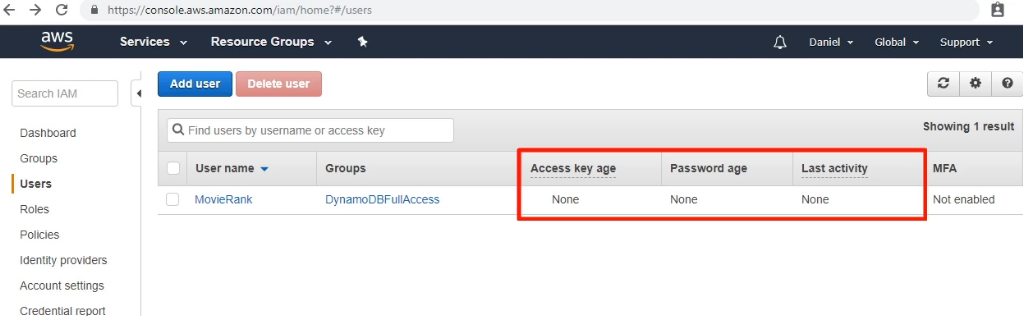 https://console.aws.amazon.com/iam/home?#/users
aws Services Resource Groups Daniel Global Support
Search IAM
Dashboard
Groups
Users
Roles
Policies
Identity providers
Account settings
Credential report
Add user Delete user
Find users by username or access key
Showing 1 result
User name Groups Access key age Password age Last activity MFA
MovieRank DynamoDBFullAccess None None None Not enabled